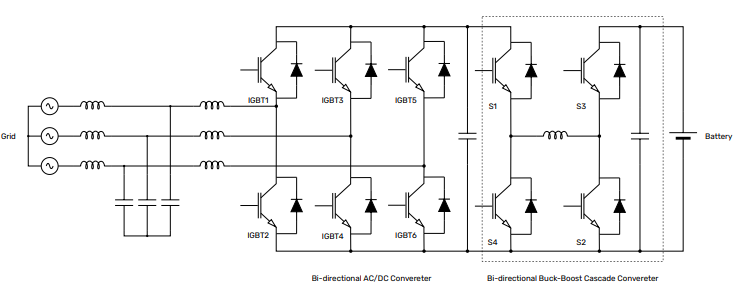 IGBT1
IGBT3
IGBT5
S1
S3
Grid
Battery
IGBT2
IGBT4
IGBT6
S4
S2
Bi-directional AC/DC Convereter
Bi-directional Buck-Boost Cascade Convereter